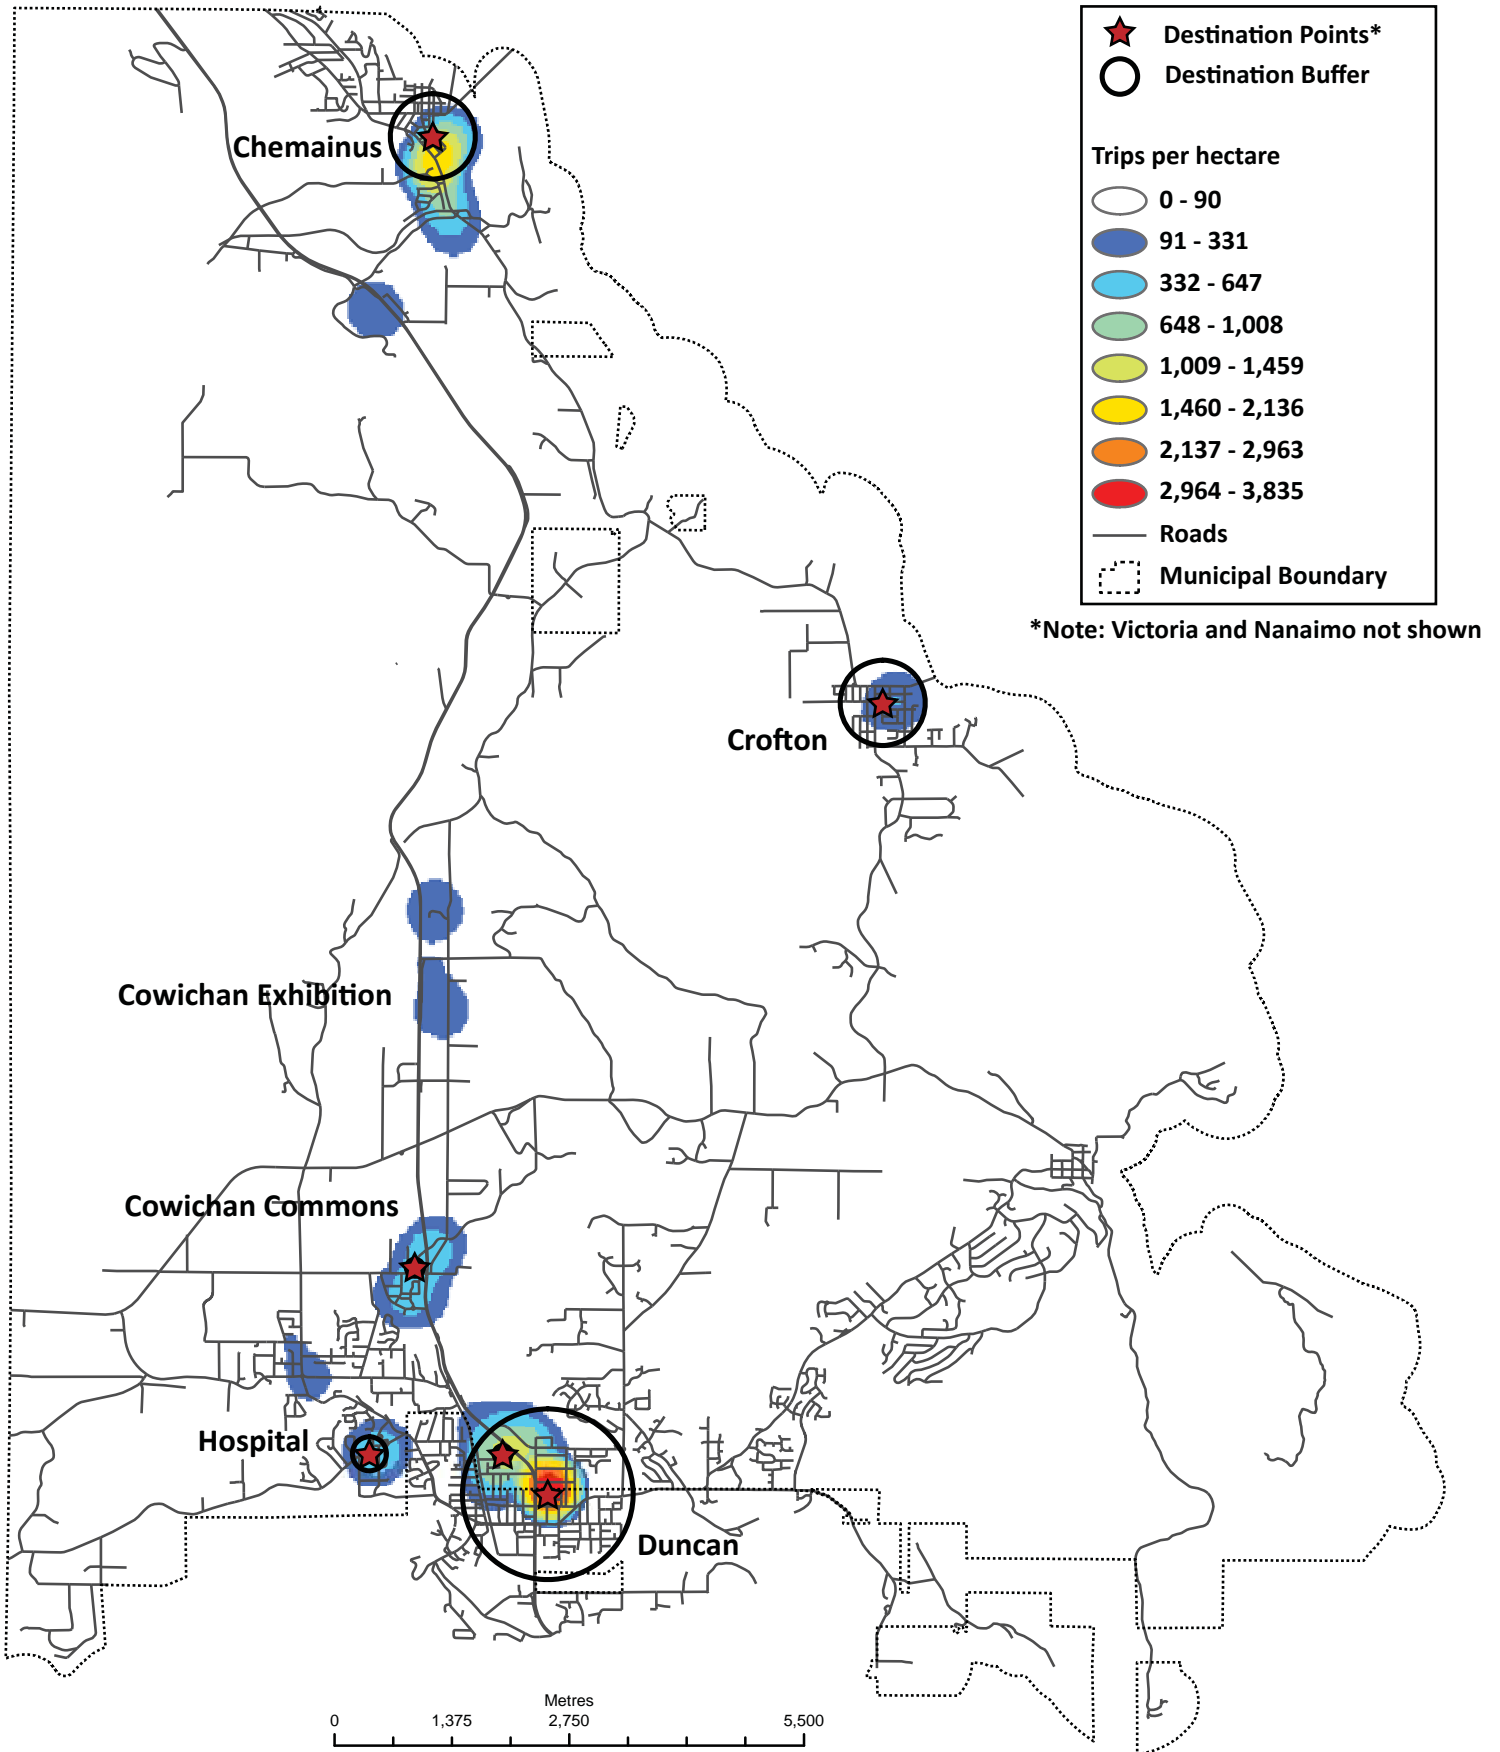 Destination Points*
Destination Buffer
Trips per hectare
0 - 90
91 - 331
332 - 647
648 - 1,008
1,009 - 1,459
1,460 - 2,136
2,137 - 2,963
2,964 - 3,835
Roads
Municipal Boundary
*Note: Victoria and Nanaimo not shown
Chemainus
Crofton
Cowichan Exhibition
Cowichan Commons
Hospital
Duncan
Metres
0 1,375 2,750 5,500